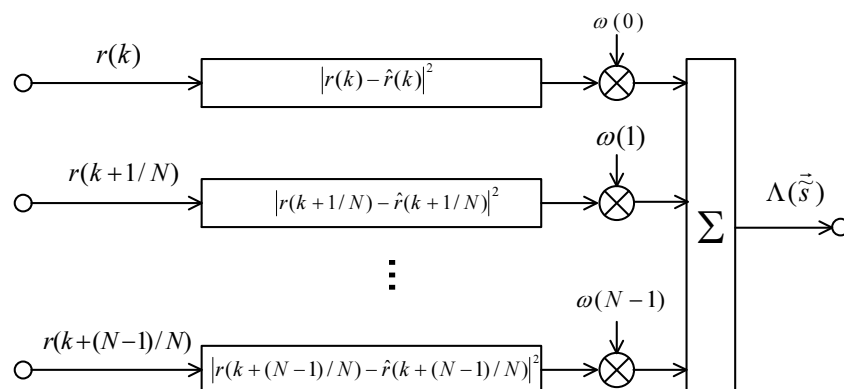 ω(0)
r(k)
|r(k) − r̂(k)|²
ω(1)
r(k+1/N)
|r(k+1/N) − r̂(k+1/N)|²
Λ(s̰⃗)
Σ
ω(N−1)
r(k+(N−1)/N)
|r(k+(N−1)/N) − r̂(k+(N−1)/N)|²